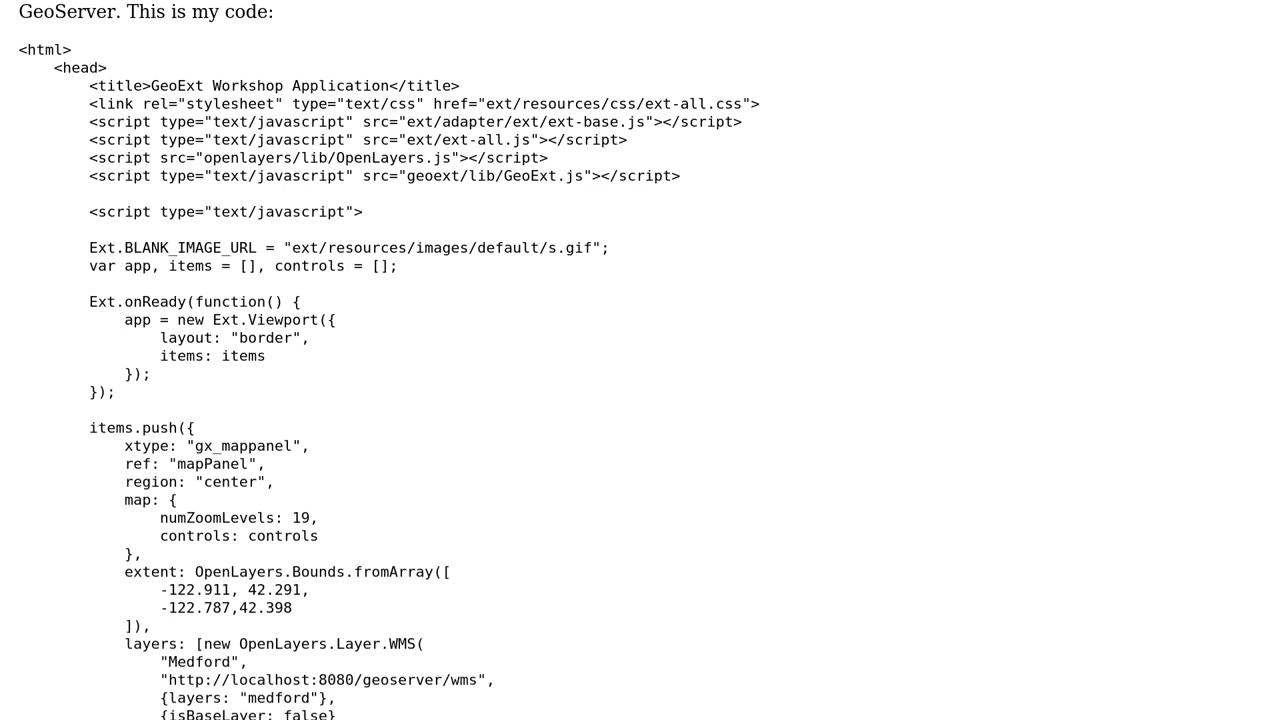 GeoServer. This is my code:
<html>
<head>
<title>GeoExt Workshop Application</title>
<link rel="stylesheet" type="text/css" href="ext/resources/css/ext-all.css">
<script type="text/javascript" src="ext/adapter/ext/ext-base.js"></script>
<script type="text/javascript" src="ext/ext-all.js"></script>
<script src="openlayers/lib/OpenLayers.js"></script>
<script type="text/javascript" src="geoext/lib/GeoExt.js"></script>
<script type="text/javascript">
Ext.BLANK_IMAGE_URL = "ext/resources/images/default/s.gif";
var app, items = [], controls = [];
Ext.onReady(function() {
app = new Ext.Viewport({
layout: "border",
items: items
});
});
items.push({
xtype: "gx_mappanel",
ref: "mapPanel",
region: "center",
map: {
numZoomLevels: 19,
controls: controls
},
extent: OpenLayers.Bounds.fromArray([
-122.911, 42.291,
-122.787,42.398
]),
layers: [new OpenLayers.Layer.WMS(
"Medford",
"http://localhost:8080/geoserver/wms",
{layers: "medford"},
{isBaseLayer: false}